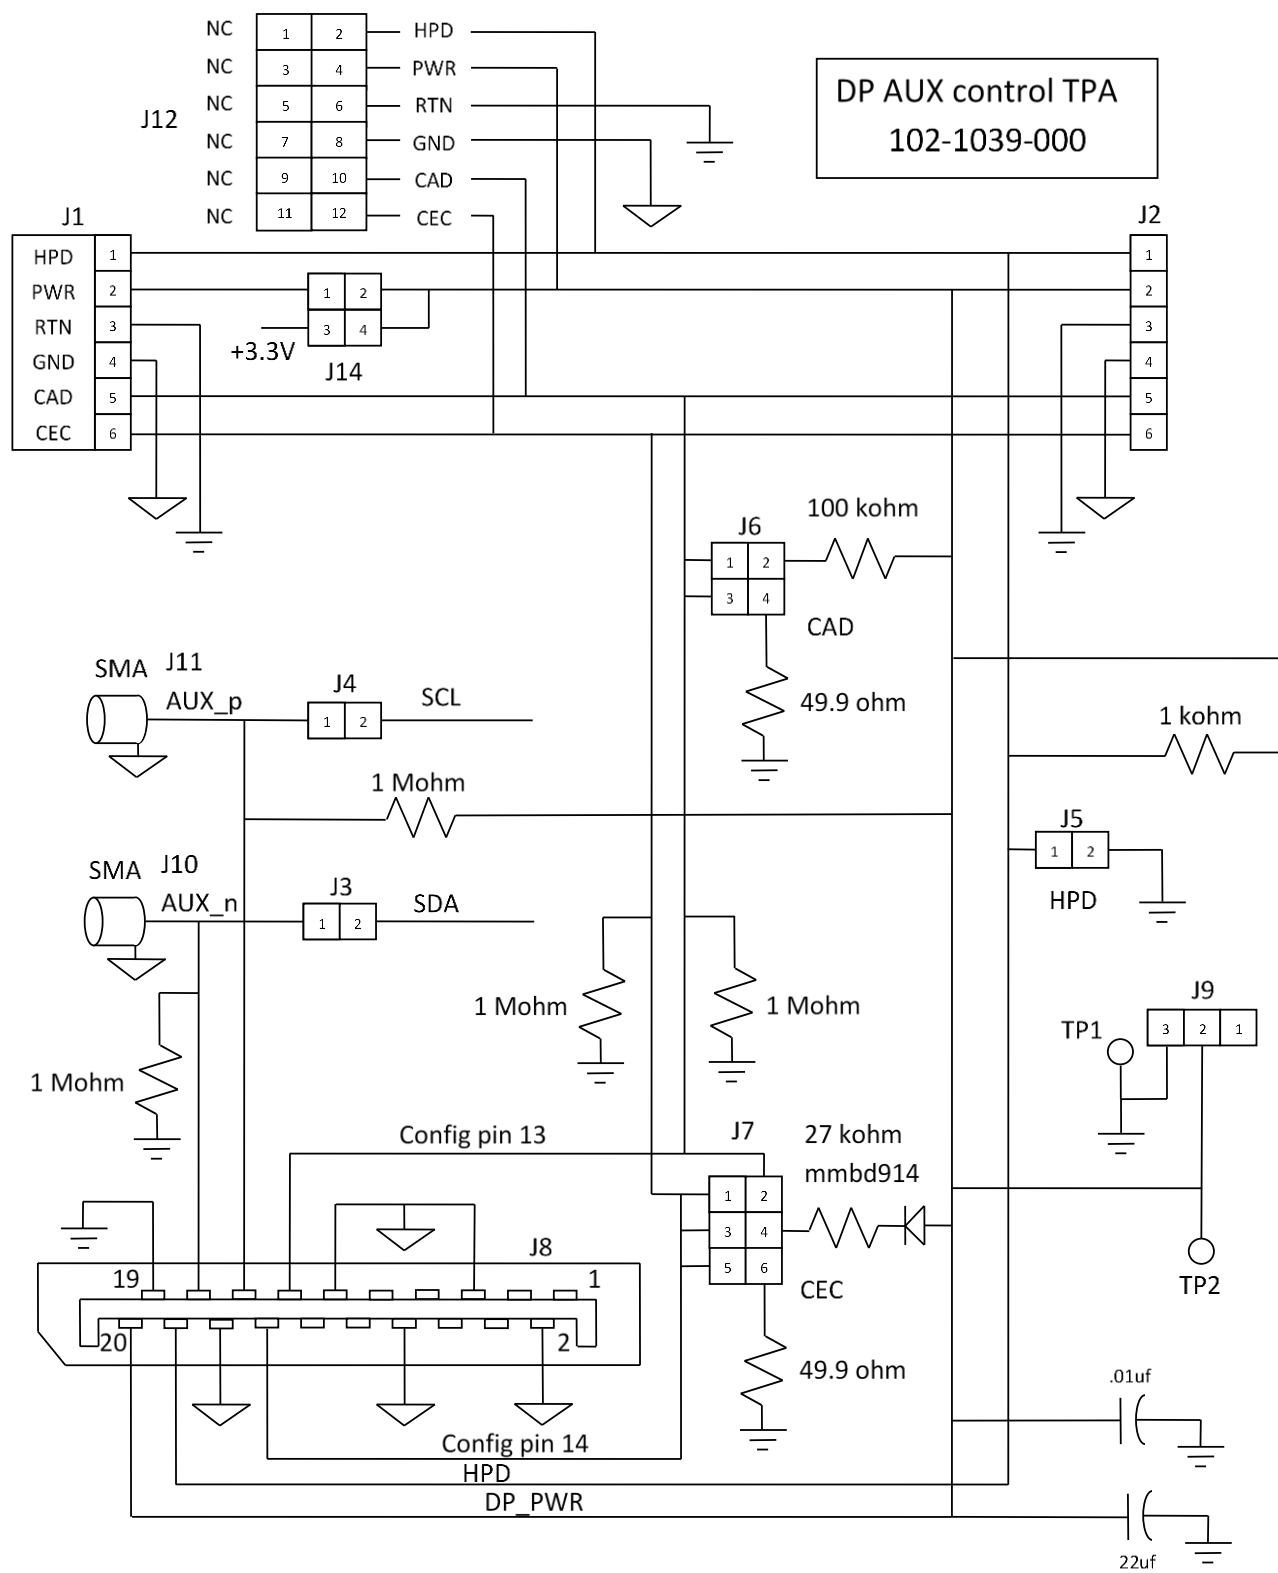 NC 1 2 HPD
NC 3 4 PWR
NC 5 6 RTN
J12
NC 7 8 GND
NC 9 10 CAD
NC 11 12 CEC
DP AUX control TPA
102-1039-000
J1
HPD 1
PWR 2
RTN 3
GND 4
CAD 5
CEC 6
1 2
3 4
+3.3V
J14
J2
1
2
3
4
5
6
J6
100 kohm
1 2
3 4
CAD
49.9 ohm
SMA J11
AUX_p
J4
1 2
SCL
1 Mohm
1 kohm
J5
1 2
HPD
SMA J10
AUX_n
J3
1 2
SDA
1 Mohm
1 Mohm
1 Mohm
J9
TP1
3 2 1
TP2
Config pin 13
J7
27 kohm
mmbd914
1 2
3 4
5 6
CEC
49.9 ohm
J8
19 1
20 2
Config pin 14
HPD
DP_PWR
.01uf
22uf